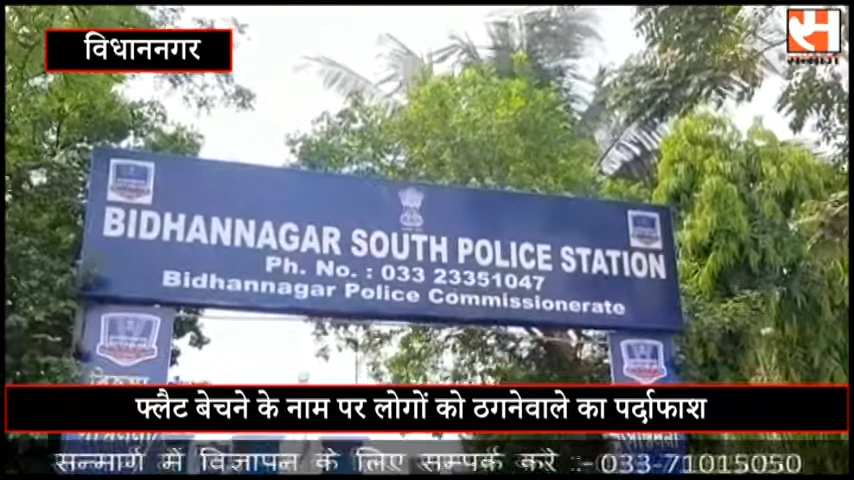 विधाननगर
सन्मार्ग
BIDHANNAGAR SOUTH POLICE STATION
Ph. No. : 033 23351047
Bidhannagar Police Commissionerate
फ्लैट बेचने के नाम पर लोगों को ठगनेवाले का पर्दाफाश
सन्मार्ग में विज्ञापन के लिए सम्पर्क करे :-033-71015050